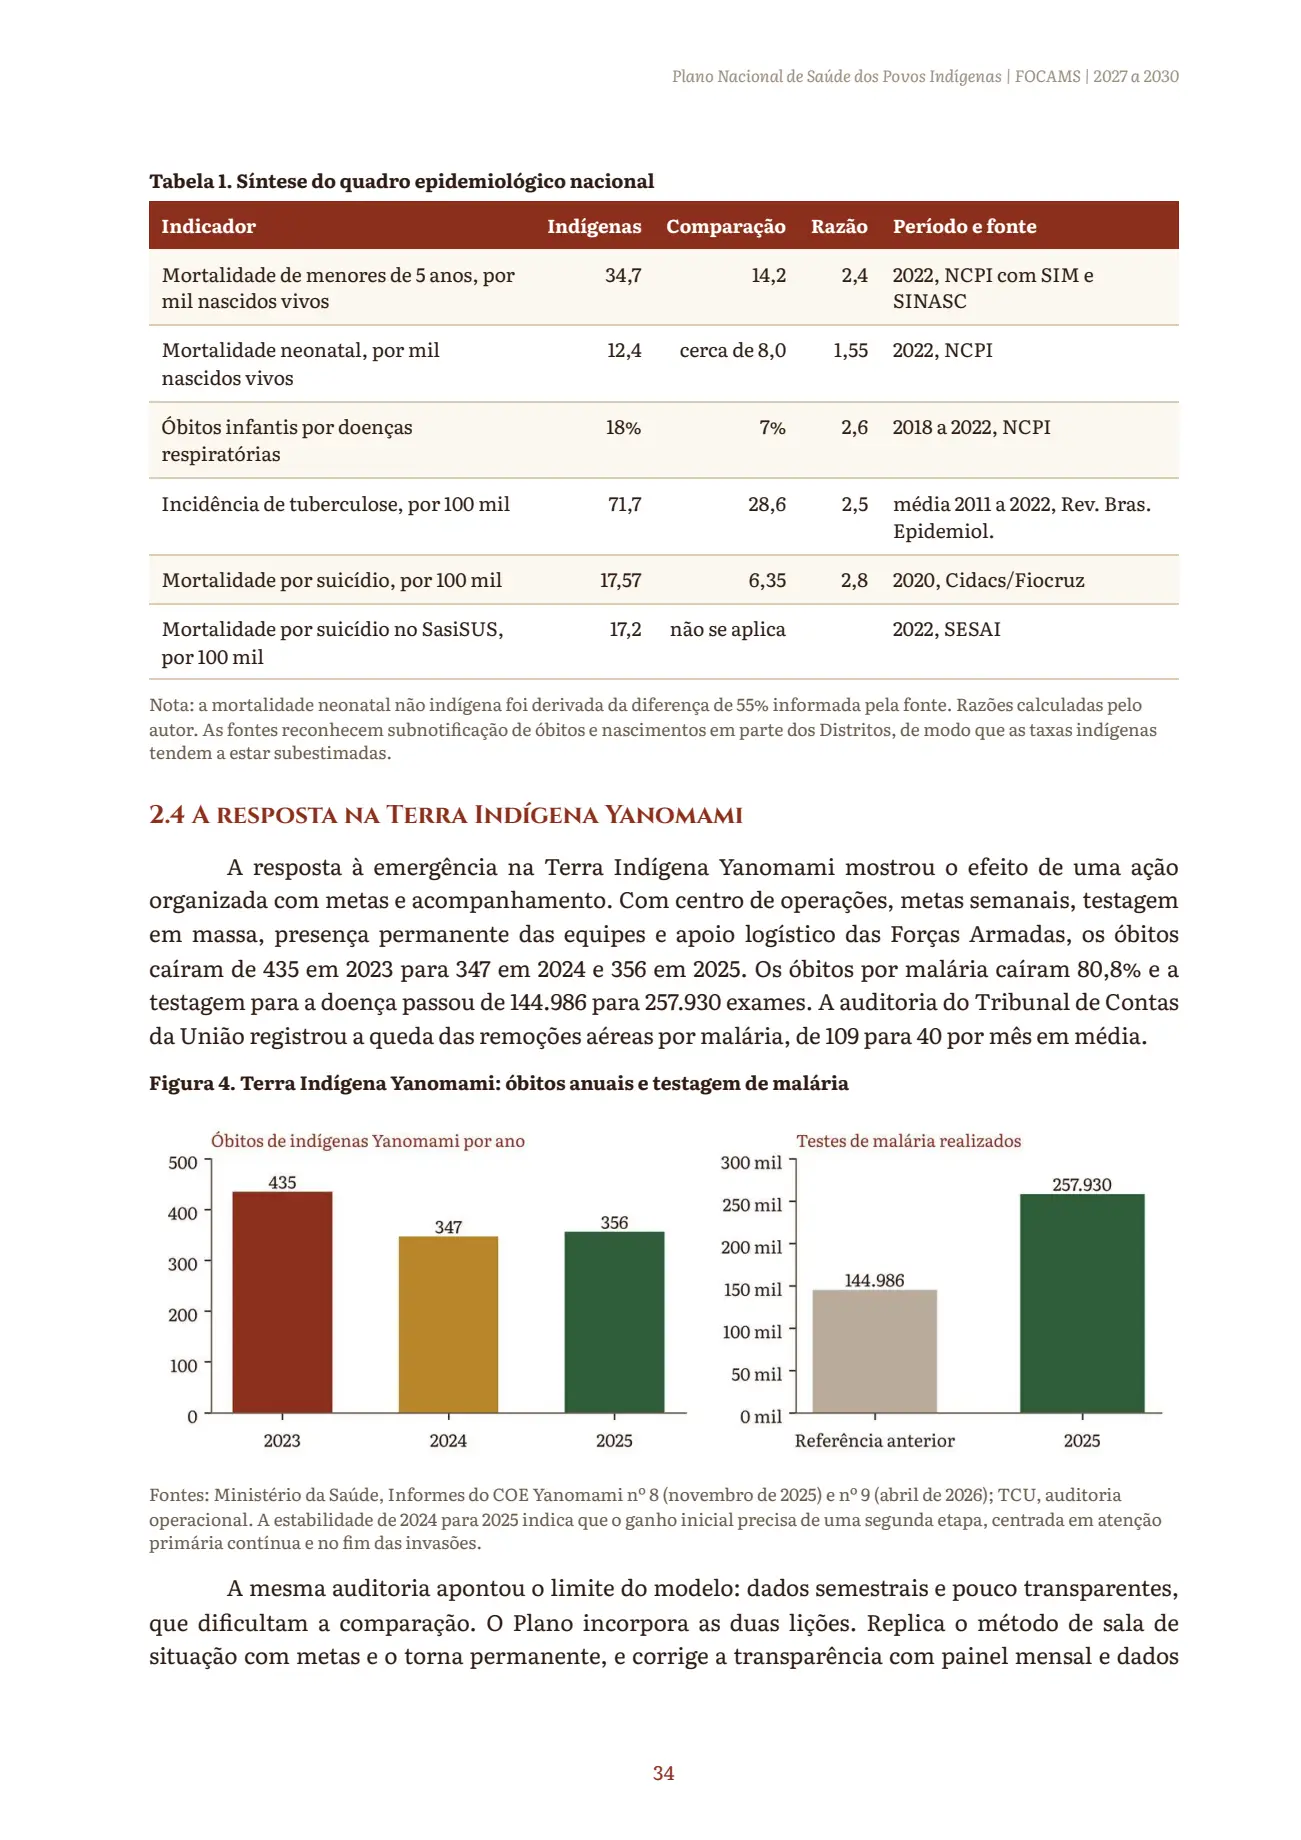 Plano Nacional de Saúde dos Povos Indígenas | FOCAMS | 2027 a 2030
Tabela 1. Síntese do quadro epidemiológico nacional
Indicador Indígenas Comparação Razão Período e fonte
Mortalidade de menores de 5 anos, por 34,7 14,2 2,4 2022, NCPI com SIM e
mil nascidos vivos SINASC
Mortalidade neonatal, por mil 12,4 cerca de 8,0 1,55 2022, NCPI
nascidos vivos
Óbitos infantis por doenças 18% 7% 2,6 2018 a 2022, NCPI
respiratórias
Incidência de tuberculose, por 100 mil 71,7 28,6 2,5 média 2011 a 2022, Rev. Bras.
Epidemiol.
Mortalidade por suicídio, por 100 mil 17,57 6,35 2,8 2020, Cidacs/Fiocruz
Mortalidade por suicídio no SasiSUS, 17,2 não se aplica 2022, SESAI
por 100 mil
Nota: a mortalidade neonatal não indígena foi derivada da diferença de 55% informada pela fonte. Razões calculadas pelo
autor. As fontes reconhecem subnotificação de óbitos e nascimentos em parte dos Distritos, de modo que as taxas indígenas
tendem a estar subestimadas.
2.4 A resposta na Terra Indígena Yanomami
A resposta à emergência na Terra Indígena Yanomami mostrou o efeito de uma ação
organizada com metas e acompanhamento. Com centro de operações, metas semanais, testagem
em massa, presença permanente das equipes e apoio logístico das Forças Armadas, os óbitos
caíram de 435 em 2023 para 347 em 2024 e 356 em 2025. Os óbitos por malária caíram 80,8% e a
testagem para a doença passou de 144.986 para 257.930 exames. A auditoria do Tribunal de Contas
da União registrou a queda das remoções aéreas por malária, de 109 para 40 por mês em média.
Figura 4. Terra Indígena Yanomami: óbitos anuais e testagem de malária
Óbitos de indígenas Yanomami por ano
500
400
300
200
100
0
435
347
356
2023 2024 2025
Testes de malária realizados
300 mil
250 mil
200 mil
150 mil
100 mil
50 mil
0 mil
144.986
257.930
Referência anterior 2025
Fontes: Ministério da Saúde, Informes do COE Yanomami nº 8 (novembro de 2025) e nº 9 (abril de 2026); TCU, auditoria
operacional. A estabilidade de 2024 para 2025 indica que o ganho inicial precisa de uma segunda etapa, centrada em atenção
primária contínua e no fim das invasões.
A mesma auditoria apontou o limite do modelo: dados semestrais e pouco transparentes,
que dificultam a comparação. O Plano incorpora as duas lições. Replica o método de sala de
situação com metas e o torna permanente, e corrige a transparência com painel mensal e dados
34